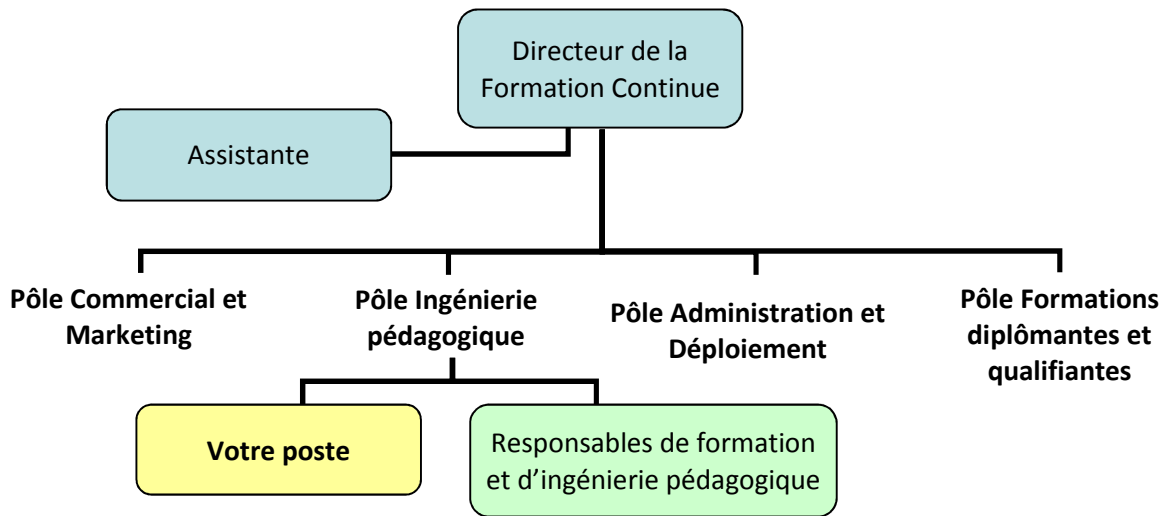 Directeur de la
Formation Continue
Assistante
Pôle Commercial et
Marketing
Pôle Ingénierie
pédagogique
Pôle Administration et
Déploiement
Pôle Formations
diplômantes et
qualifiantes
Votre poste
Responsables de formation
et d’ingénierie pédagogique